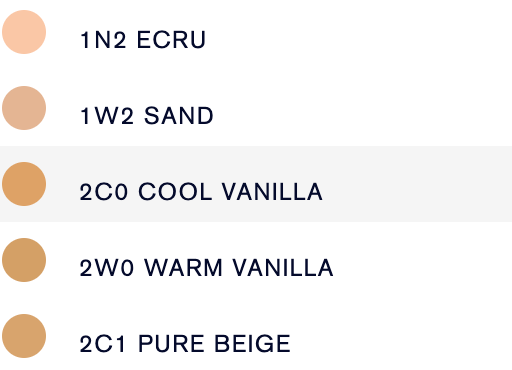 1N2 ECRU
1W2 SAND
2C0 COOL VANILLA
2W0 WARM VANILLA
2C1 PURE BEIGE